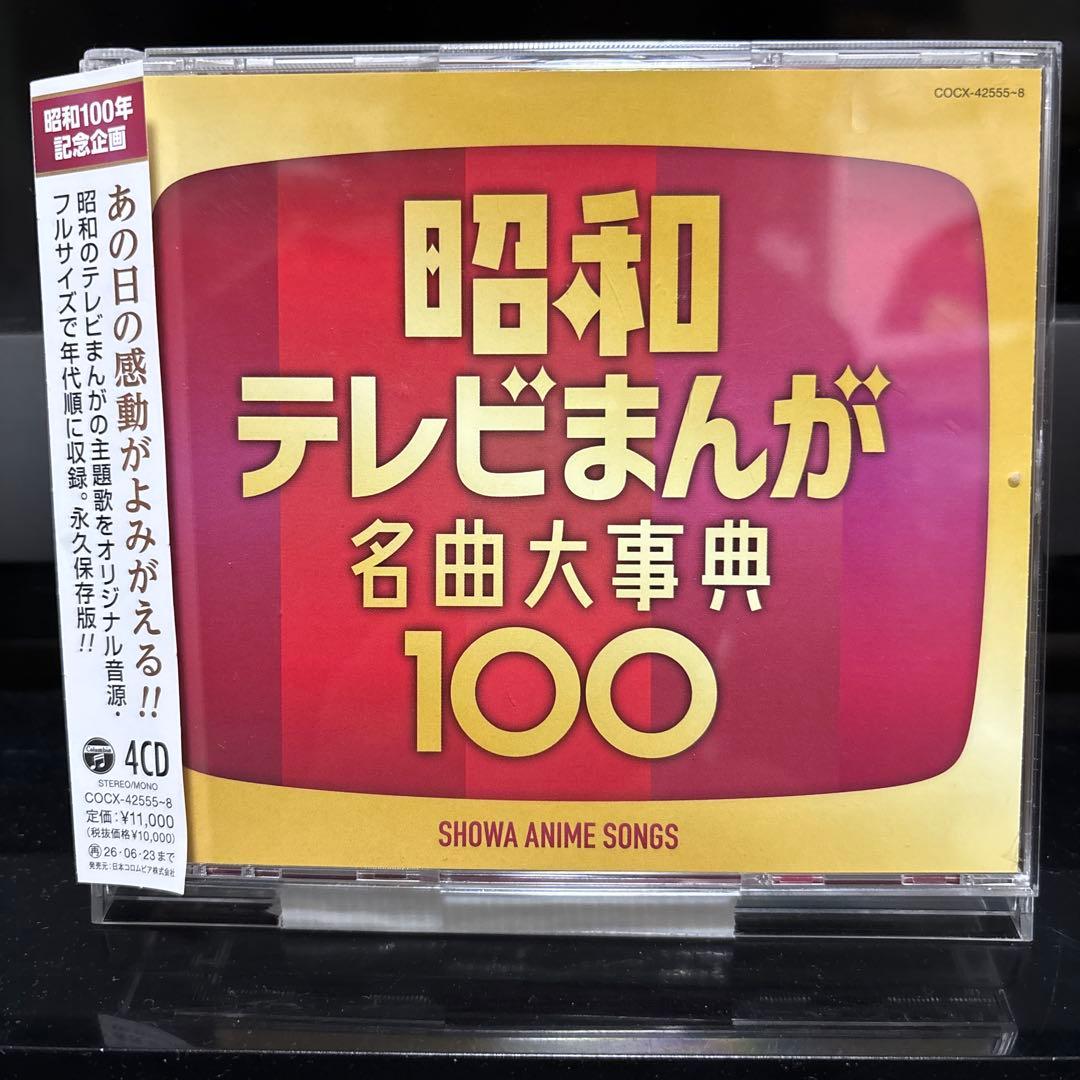 昭和100年
記念企画
あの日の感動がよみがえる!!
昭和のテレビまんがの主題歌をオリジナル音源・
フルサイズで年代順に収録。永久保存版!!
Columbia
4CD
STEREO/MONO
COCX-42555~8
定価:¥11,000
(税抜価格¥10,000)
再26・06・23まで
発売元:日本コロムビア株式会社
COCX-42555~8
昭和
テレビまんが
名曲大事典
100
SHOWA ANIME SONGS